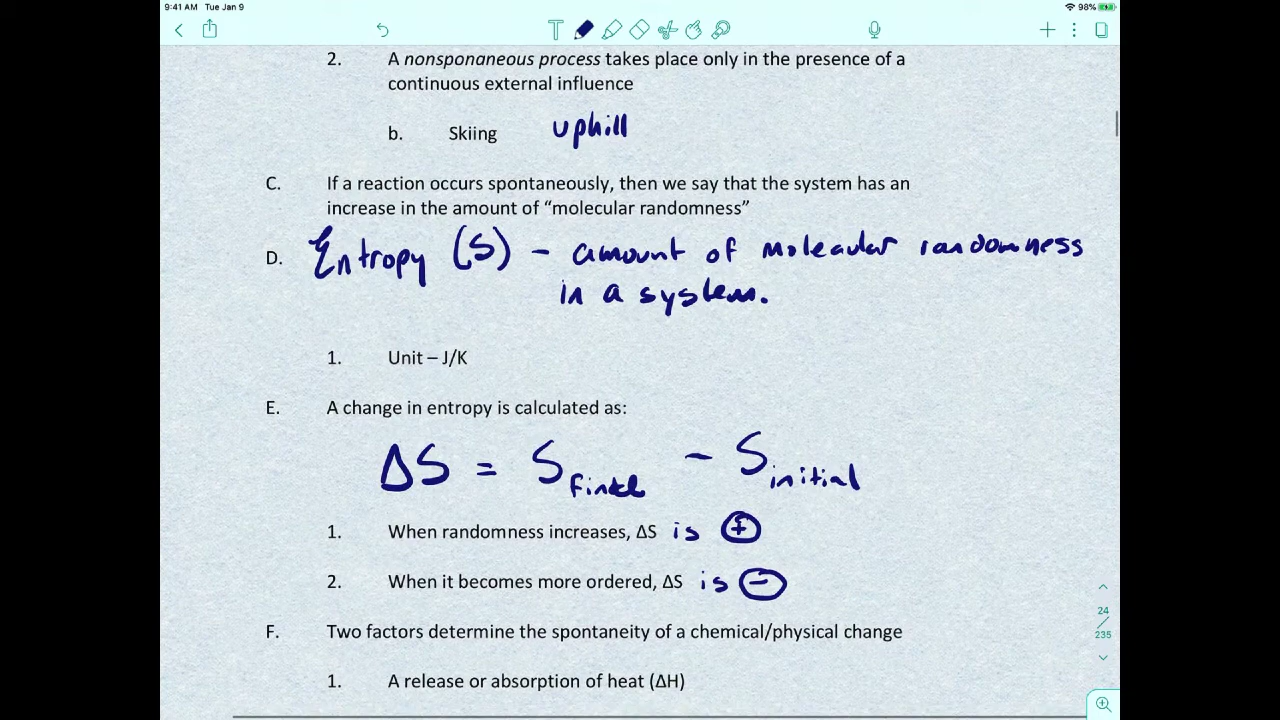 9:41 AM Tue Jan 9
98%
2. A nonsponaneous process takes place only in the presence of a
continuous external influence
b. Skiing uphill
C. If a reaction occurs spontaneously, then we say that the system has an
increase in the amount of “molecular randomness”
D. Entropy (S) - amount of molecular randomness
in a system.
1. Unit – J/K
E. A change in entropy is calculated as:
ΔS = S final - S initial
1. When randomness increases, ΔS is +
2. When it becomes more ordered, ΔS is -
F. Two factors determine the spontaneity of a chemical/physical change
24
/
235
1. A release or absorption of heat (ΔH)